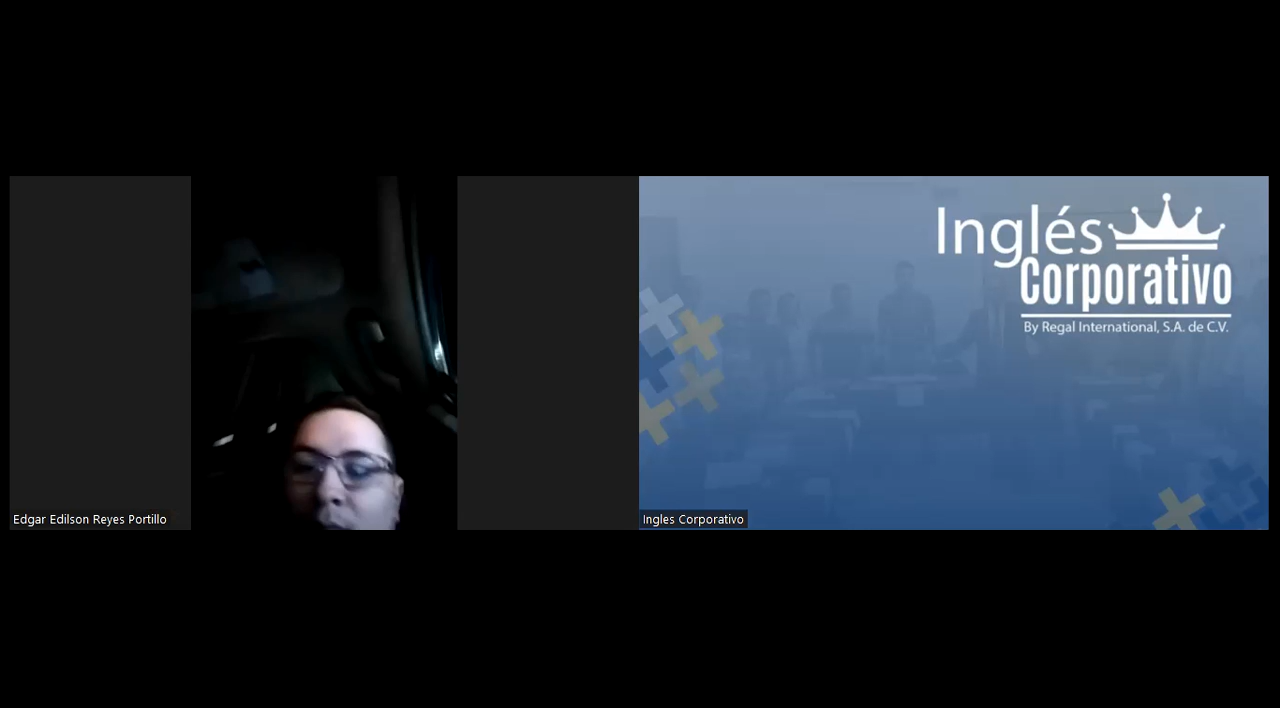 Inglés
Corporativo
By Regal International, S.A. de C.V.
Edgar Edilson Reyes Portillo
Ingles Corporativo